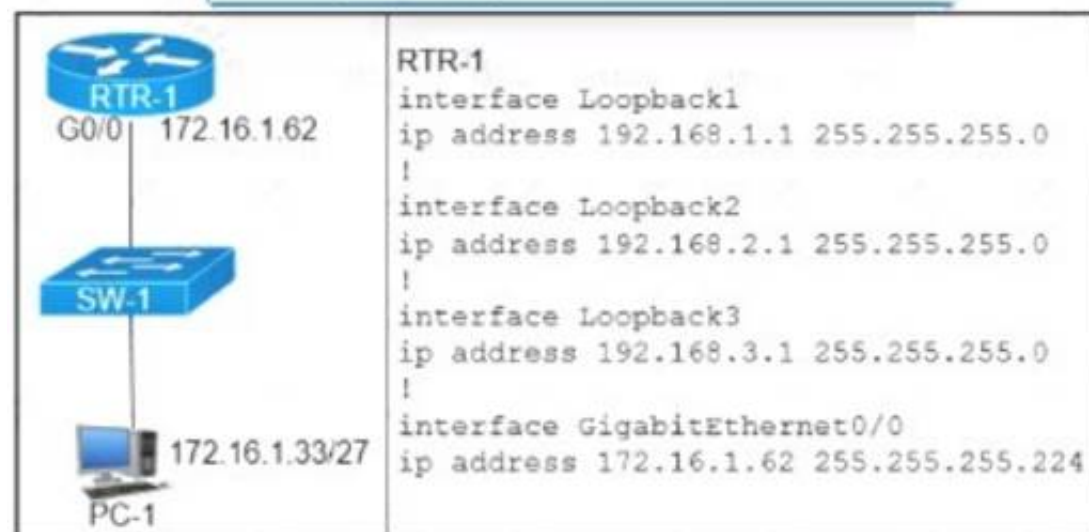 RTR-1
G0/0 172.16.1.62
SW-1
172.16.1.33/27
PC-1
RTR-1
interface Loopback1
ip address 192.168.1.1 255.255.255.0
!
interface Loopback2
ip address 192.168.2.1 255.255.255.0
!
interface Loopback3
ip address 192.168.3.1 255.255.255.0
!
interface GigabitEthernet0/0
ip address 172.16.1.62 255.255.255.224